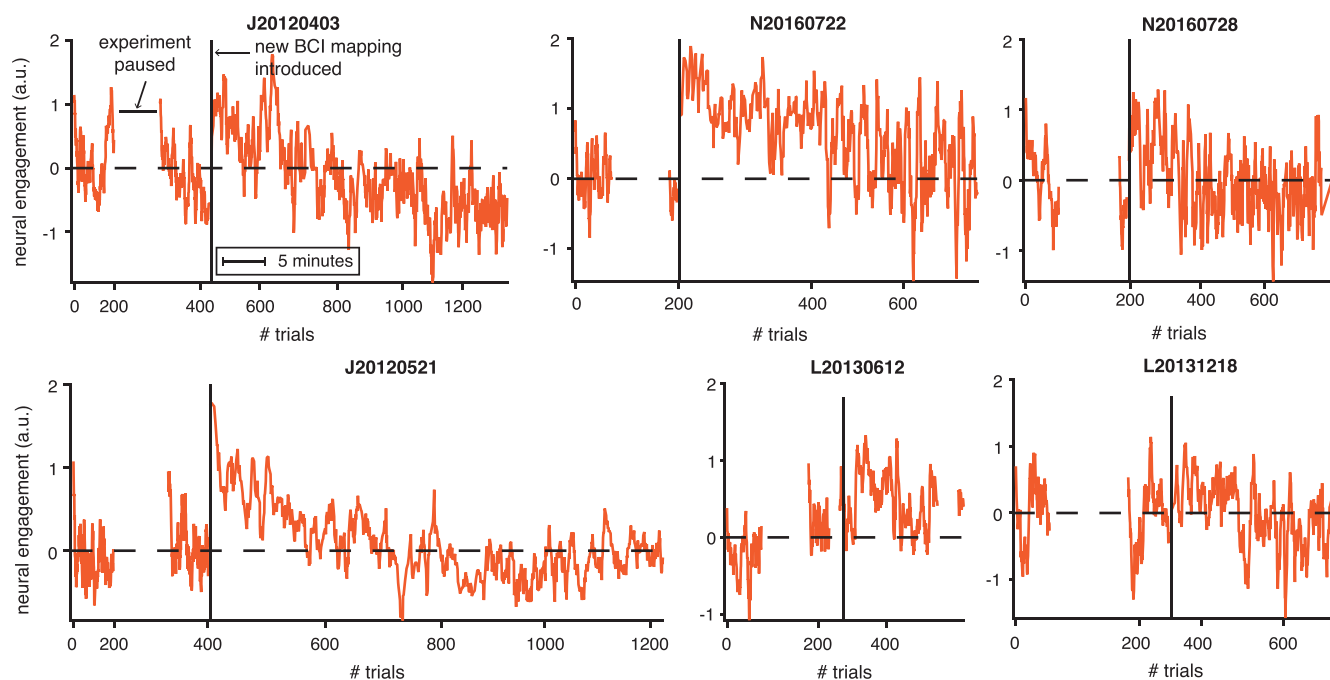 J20120403
N20160722
N20160728
experiment
paused
new BCI mapping
introduced
neural engagement (a.u.)
2
1
0
-1
5 minutes
0 200 400 600 800 1000 1200
# trials
2
1
0
-1
0 200 400 600
# trials
2
1
0
-1
0 200 400 600
# trials
J20120521
L20130612
L20131218
neural engagement (a.u.)
2
1
0
0 200 400 600 800 1000 1200
# trials
2
1
0
-1
0 200 400
# trials
2
1
0
-1
0 200 400 600
# trials